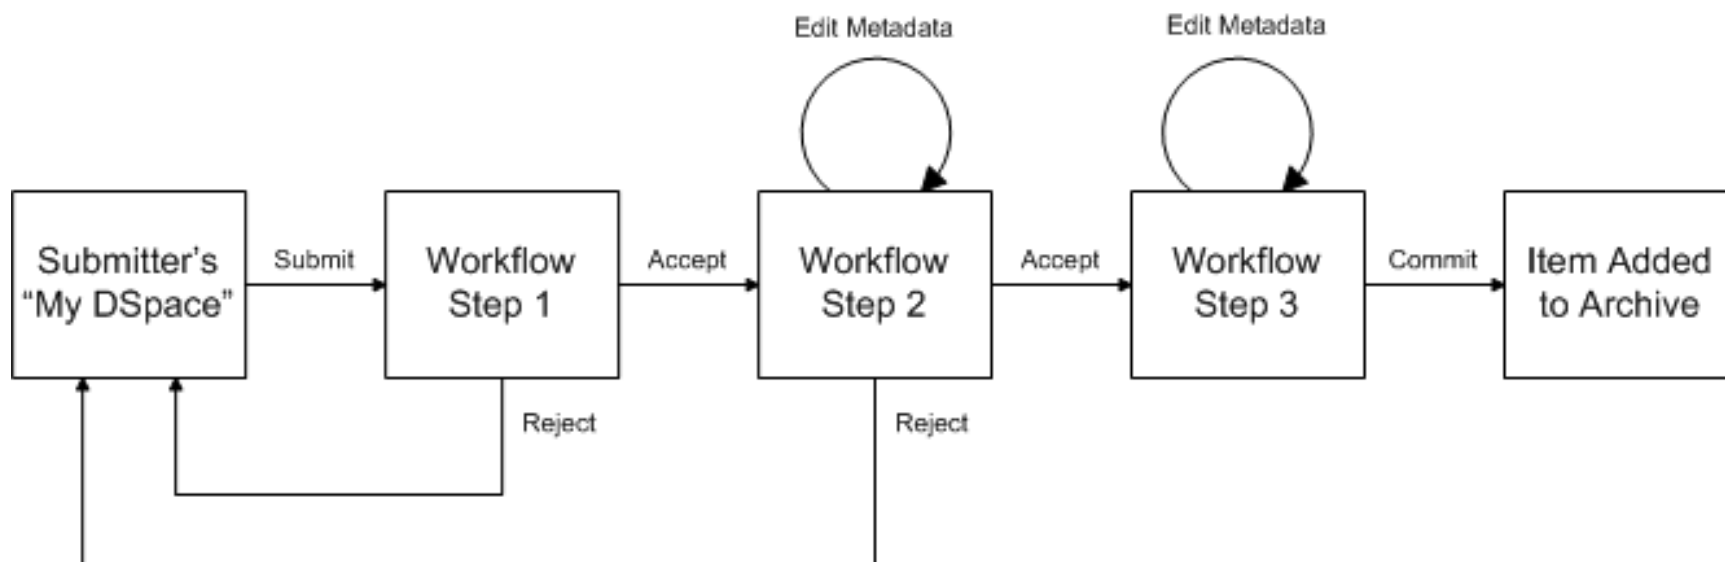 Edit Metadata
Edit Metadata
Submitter's
“My DSpace”
Submit
Workflow
Step 1
Accept
Workflow
Step 2
Accept
Workflow
Step 3
Commit
Item Added
to Archive
Reject
Reject